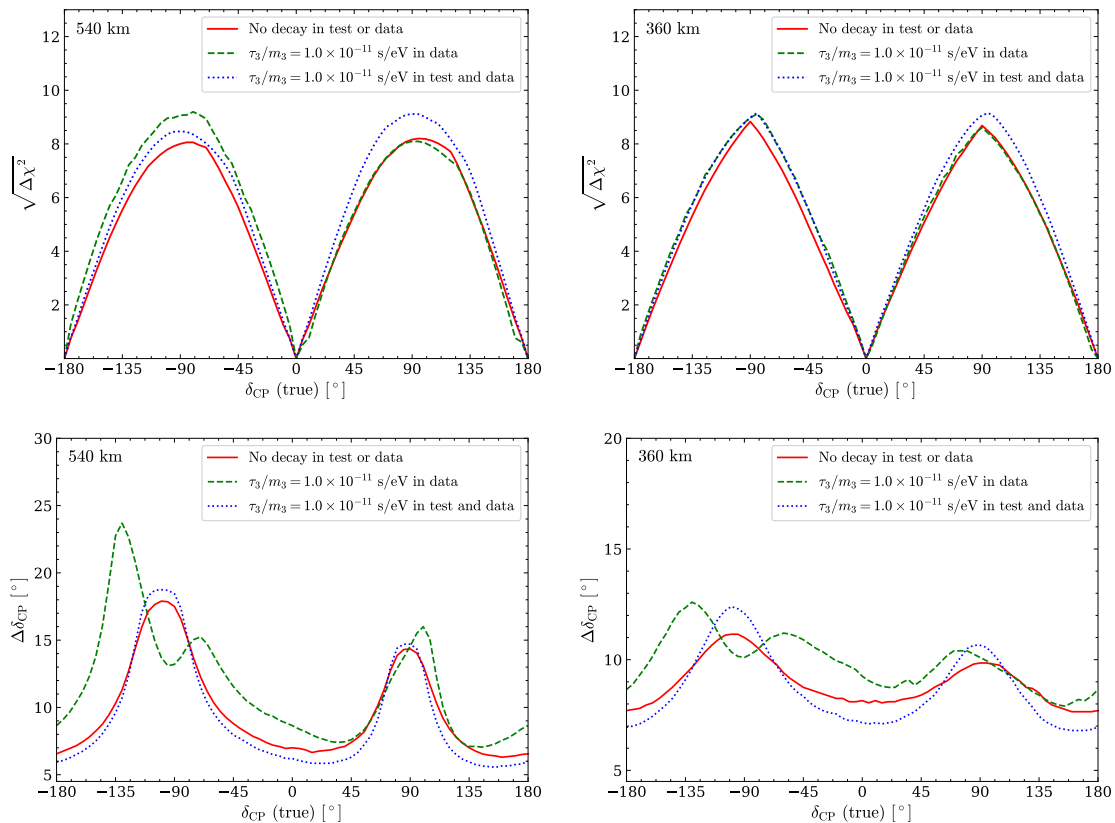 540 km
No decay in test or data
τ₃/m₃ = 1.0 × 10⁻¹¹ s/eV in data
τ₃/m₃ = 1.0 × 10⁻¹¹ s/eV in test and data
√Δχ²
12
10
8
6
4
2
−180 −135 −90 −45 0 45 90 135 180
δ_CP (true) [°]
360 km
No decay in test or data
τ₃/m₃ = 1.0 × 10⁻¹¹ s/eV in data
τ₃/m₃ = 1.0 × 10⁻¹¹ s/eV in test and data
√Δχ²
12
10
8
6
4
2
−180 −135 −90 −45 0 45 90 135 180
δ_CP (true) [°]
540 km
No decay in test or data
τ₃/m₃ = 1.0 × 10⁻¹¹ s/eV in data
τ₃/m₃ = 1.0 × 10⁻¹¹ s/eV in test and data
Δδ_CP [°]
30
25
20
15
10
5
−180 −135 −90 −45 0 45 90 135 180
δ_CP (true) [°]
360 km
No decay in test or data
τ₃/m₃ = 1.0 × 10⁻¹¹ s/eV in data
τ₃/m₃ = 1.0 × 10⁻¹¹ s/eV in test and data
Δδ_CP [°]
20
15
10
5
−180 −135 −90 −45 0 45 90 135 180
δ_CP (true) [°]